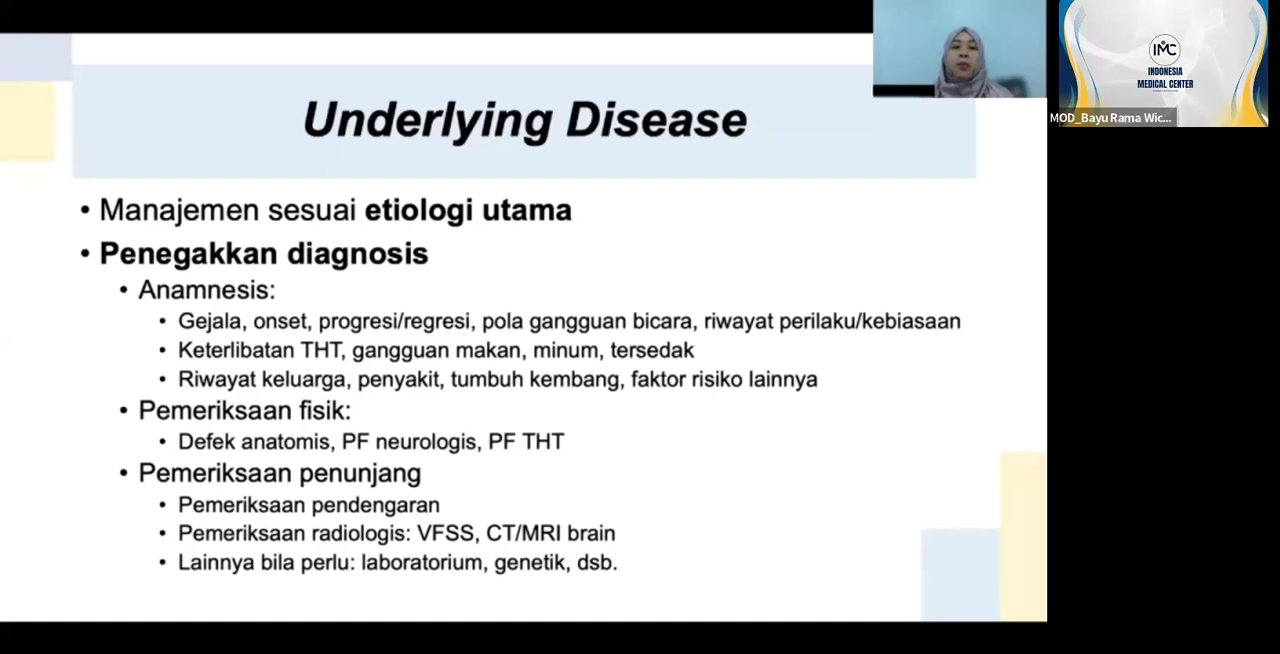 Underlying Disease
• Manajemen sesuai etiologi utama
• Penegakkan diagnosis
• Anamnesis:
• Gejala, onset, progresi/regresi, pola gangguan bicara, riwayat perilaku/kebiasaan
• Keterlibatan THT, gangguan makan, minum, tersedak
• Riwayat keluarga, penyakit, tumbuh kembang, faktor risiko lainnya
• Pemeriksaan fisik:
• Defek anatomis, PF neurologis, PF THT
• Pemeriksaan penunjang
• Pemeriksaan pendengaran
• Pemeriksaan radiologis: VFSS, CT/MRI brain
• Lainnya bila perlu: laboratorium, genetik, dsb.
IMC
INDONESIA
MEDICAL CENTER
MOD_Bayu Rama Wic...